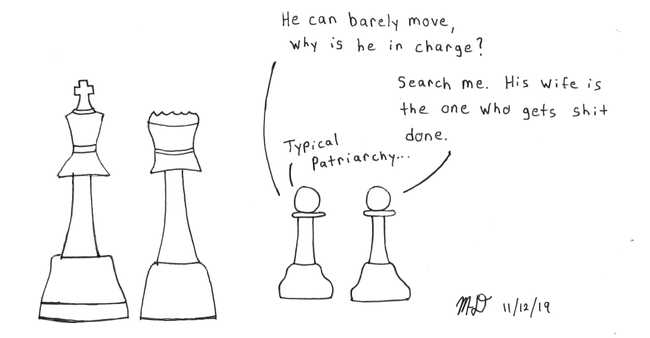 He can barely move,
why is he in charge?
Search me. His wife is
the one who gets shit
done.
Typical
Patriarchy...
MD 11/12/19